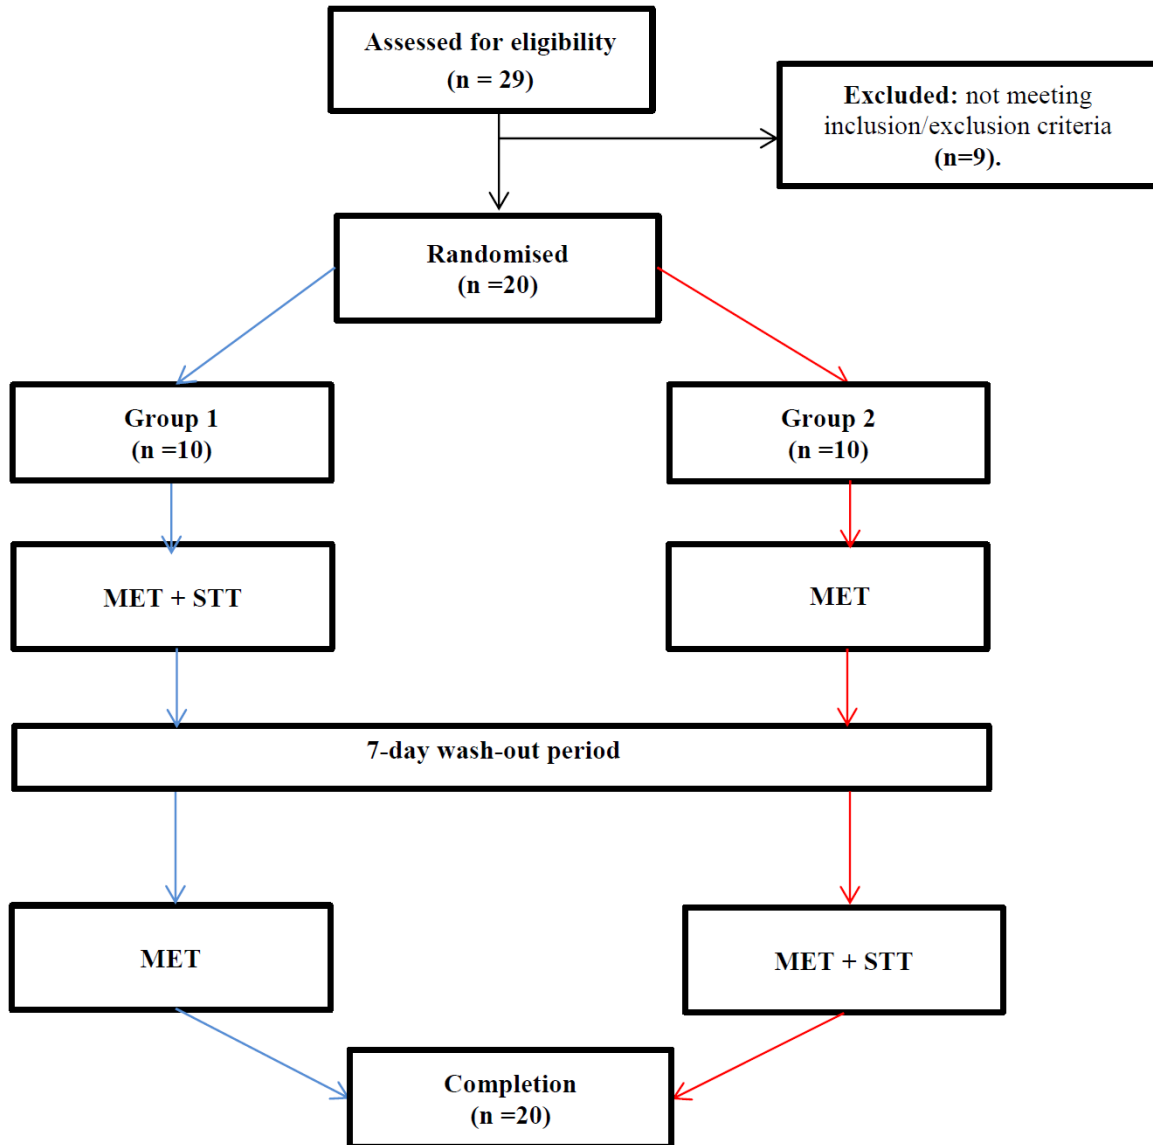 Assessed for eligibility
(n = 29)
Excluded: not meeting
inclusion/exclusion criteria
(n=9).
Randomised
(n =20)
Group 1
(n =10)
Group 2
(n =10)
MET + STT
MET
7-day wash-out period
MET
MET + STT
Completion
(n =20)